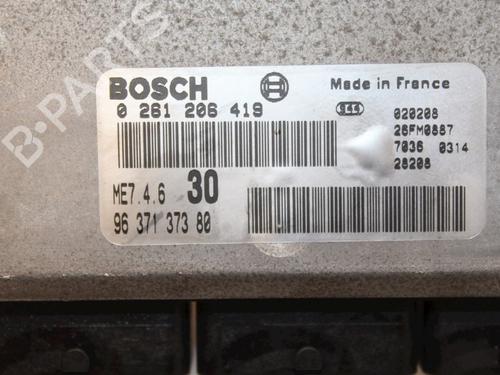 BOSCH
Made in France
0 261 206 419
020208
26FM0887
7036 0314
28208
ME7.4.6 30
96 371 373 80
B-PARTS